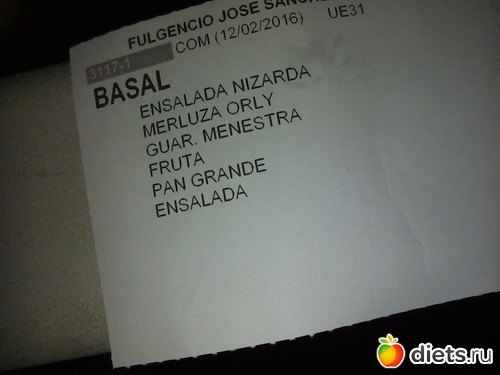 FULGENCIO JOSE
3117-1 COM (12/02/2016) UE31
BASAL
ENSALADA NIZARDA
MERLUZA ORLY
GUAR. MENESTRA
FRUTA
PAN GRANDE
ENSALADA
diets.ru